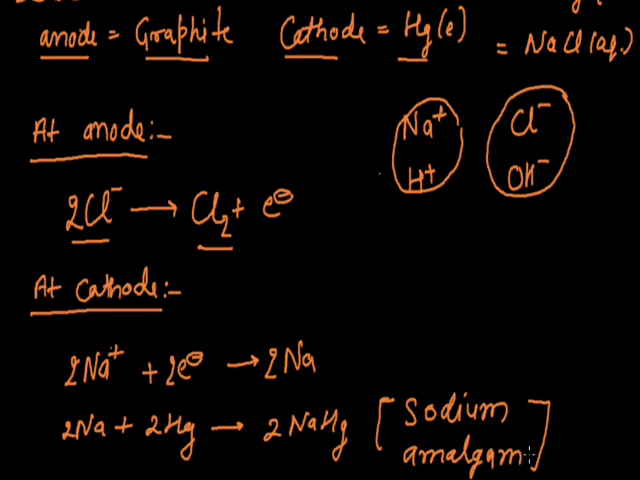 anode = Graphite Cathode = Hg(l) = NaCl(aq.)
Na⁺ Cl⁻
At anode:-
H⁺ OH⁻
2Cl⁻ → Cl₂ + e⊖
At cathode:-
2Na⁺ + 2e⊖ → 2Na
2Na + 2Hg → 2NaHg [Sodium
amalgam]